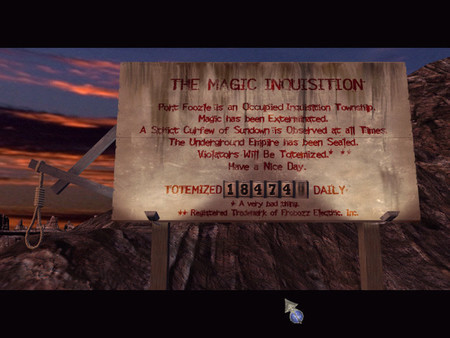 THE MAGIC INQUISITION
Port Foozle is an Occupied Inquisition Township.
Magic has been Exterminated.
A Strict Curfew of Sundown is Observed at all Times.
The Underground Empire has been Sealed.
Violators Will Be Totemized.* **
Have a Nice Day.
TOTEMIZED 18474 DAILY
* A very bad thing.
** Registered Trademark of Frobozz Electric, Inc.